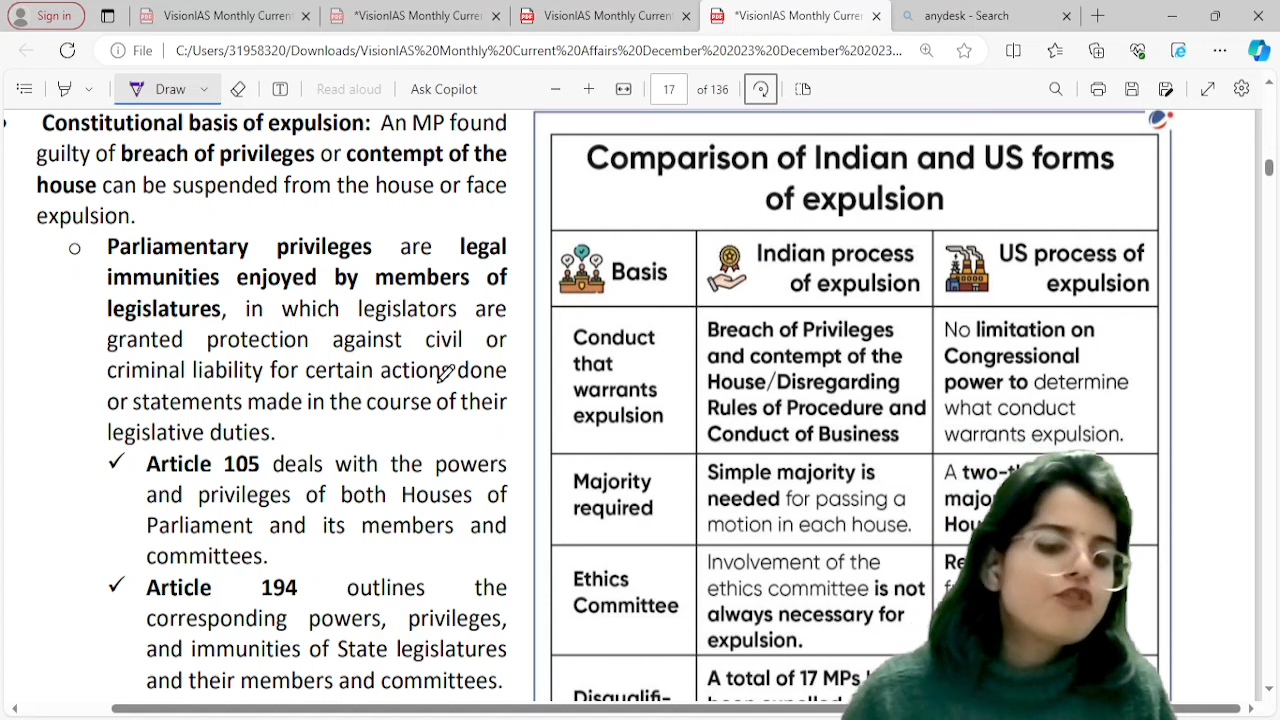 Sign in
VisionIAS Monthly Current
*VisionIAS Monthly Curre
VisionIAS Monthly Curren
*VisionIAS Monthly Curre
anydesk - Search
File
C:/Users/31958320/Downloads/VisionIAS%20Monthly%20Current%20Affairs%20December%202023%20December%202023...
Draw
Read aloud
Ask Copilot
17
of 136
Constitutional basis of expulsion: An MP found
guilty of breach of privileges or contempt of the
house can be suspended from the house or face
expulsion.
Parliamentary privileges are legal
immunities enjoyed by members of
legislatures, in which legislators are
granted protection against civil or
criminal liability for certain actions done
or statements made in the course of their
legislative duties.
Article 105 deals with the powers
and privileges of both Houses of
Parliament and its members and
committees.
Article 194 outlines the
corresponding powers, privileges,
and immunities of State legislatures
and their members and committees.
Comparison of Indian and US forms
of expulsion
Basis
Indian process
of expulsion
US process of
expulsion
Conduct
that
warrants
expulsion
Breach of Privileges
and contempt of the
House/Disregarding
Rules of Procedure and
Conduct of Business
No limitation on
Congressional
power to determine
what conduct
warrants expulsion.
Majority
required
Simple majority is
needed for passing a
motion in each house.
A two-th
majo
Hou
Ethics
Committee
Involvement of the
ethics committee is not
always necessary for
expulsion.
Re
Disqualifi-
A total of 17 MPs
been expelled